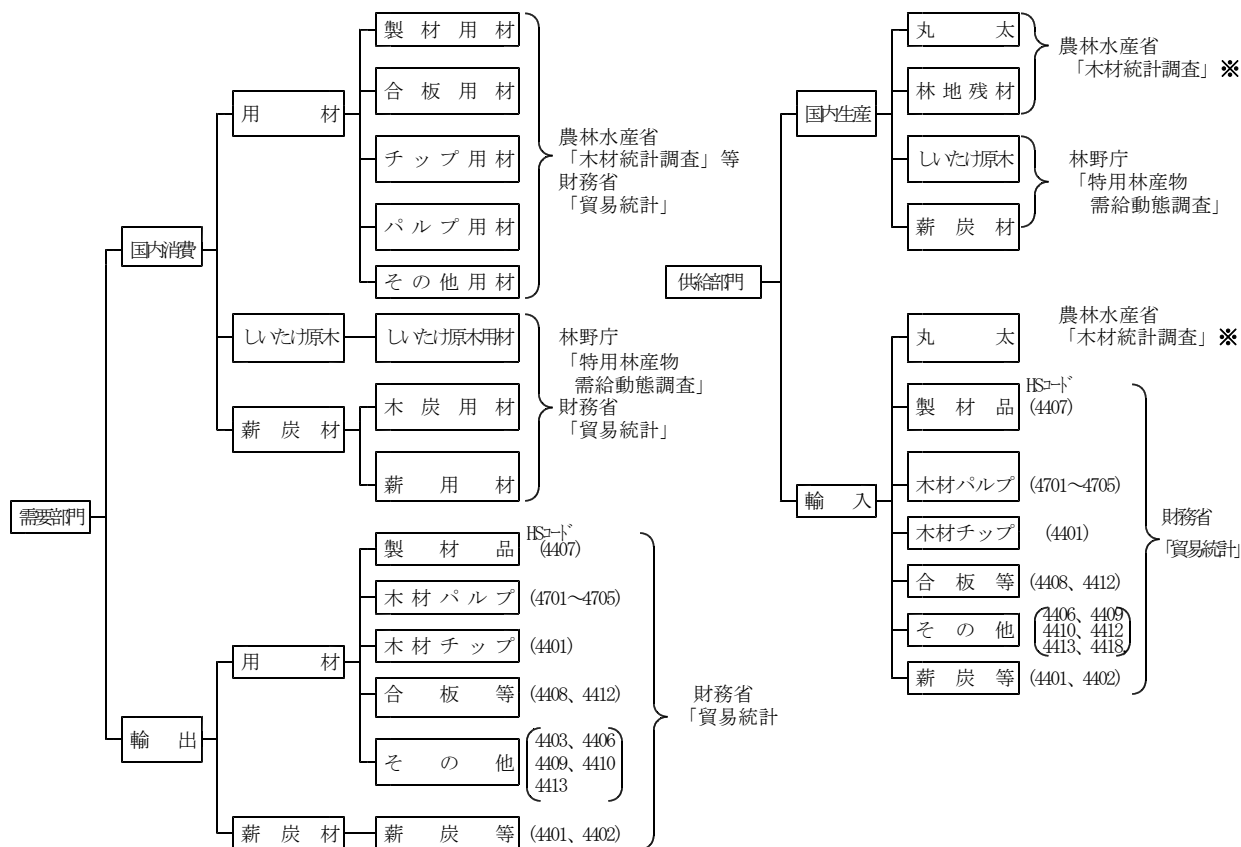 需要部門
国内消費
用材
製材用材
合板用材
チップ用材
パルプ用材
その他用材
農林水産省
「木材統計調査」等
財務省
「貿易統計」
しいたけ原木
しいたけ原木用材
薪炭材
木炭用材
薪用材
林野庁
「特用林産物
需給動態調査」
財務省
「貿易統計」
輸出
用材
HSコード
製材品 (4407)
木材パルプ (4701～4705)
木材チップ (4401)
合板等 (4408、4412)
その他
4403、4406
4409、4410
4413
薪炭材
薪炭等 (4401、4402)
財務省
「貿易統計
供給部門
国内生産
丸太
林地残材
農林水産省
「木材統計調査」※
しいたけ原木
薪炭材
林野庁
「特用林産物
需給動態調査」
輸入
丸太
農林水産省
「木材統計調査」※
HSコード
製材品 (4407)
木材パルプ (4701～4705)
木材チップ (4401)
合板等 (4408、4412)
その他
4406、4409
4410、4412
4413、4418
薪炭等 (4401、4402)
財務省
「貿易統計」